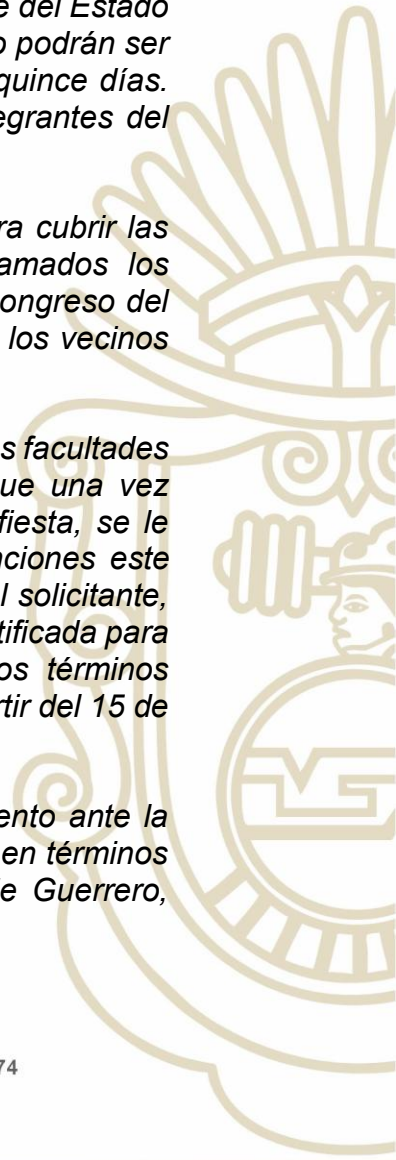 e del Estado
o podrán ser
quince días.
egrantes del
ra cubrir las
amados los
ongreso del
los vecinos
s facultades
ue una vez
fiesta, se le
nciones este
l solicitante,
tificada para
os términos
rtir del 15 de
ento ante la
en términos
e Guerrero,
74